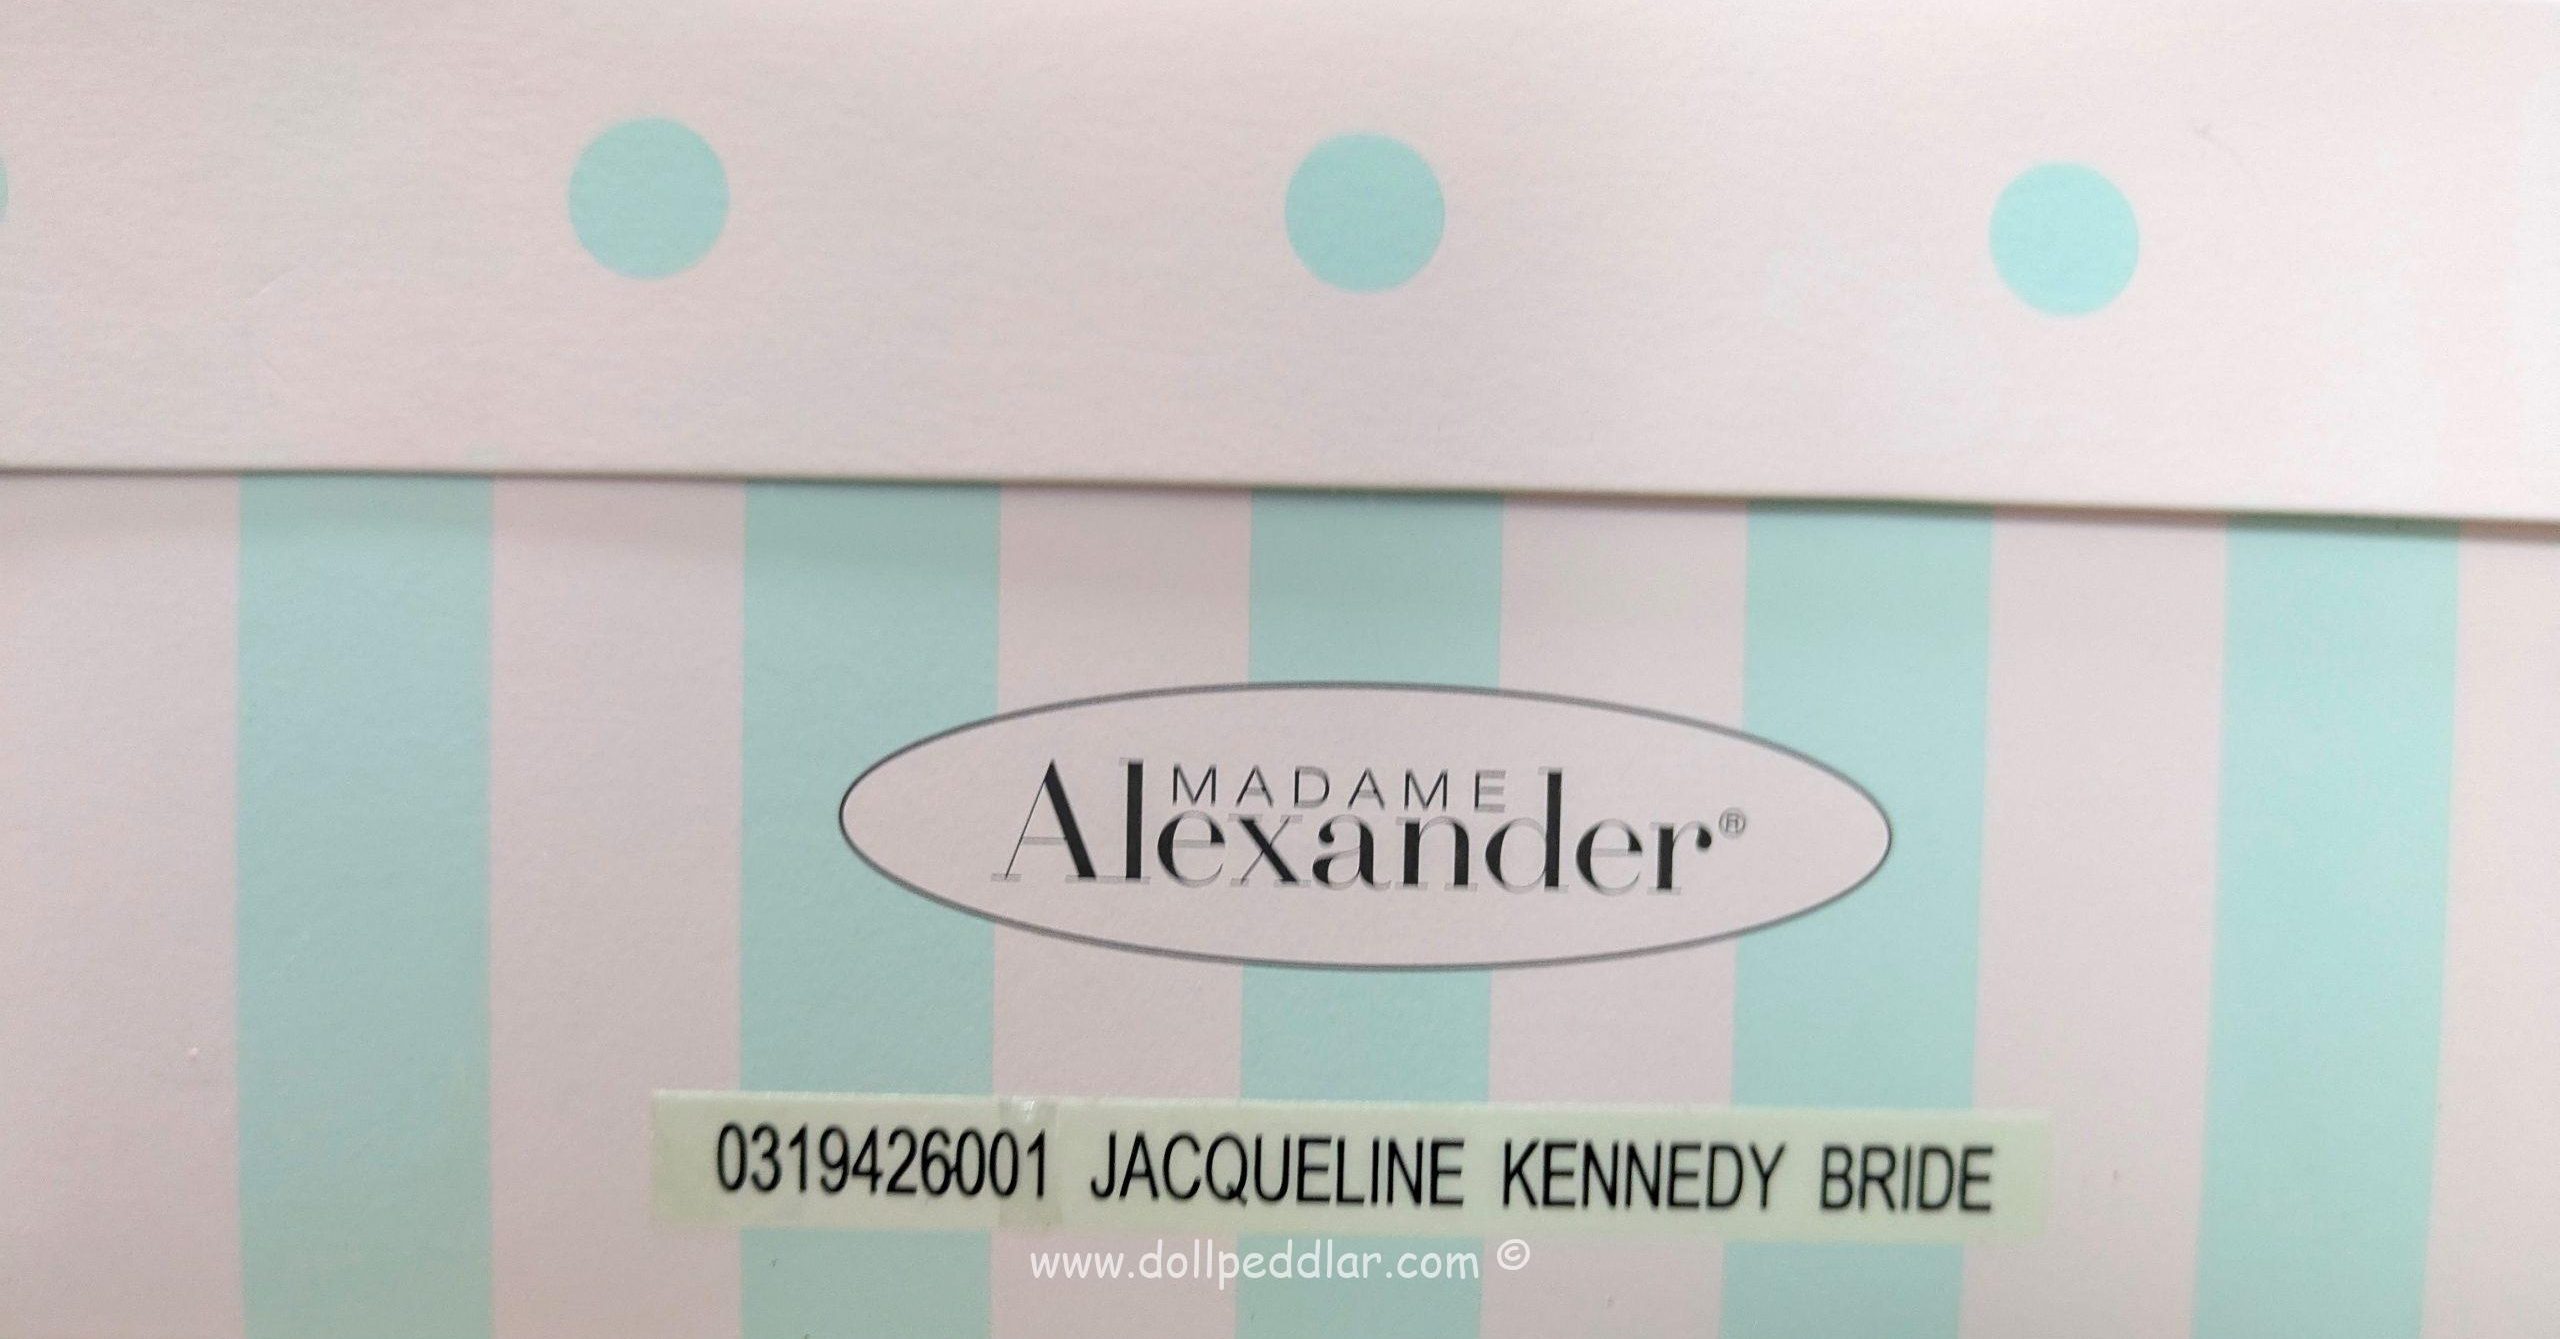 MADAME
Alexander®
0319426001 JACQUELINE KENNEDY BRIDE
www.dollpeddlar.com ©